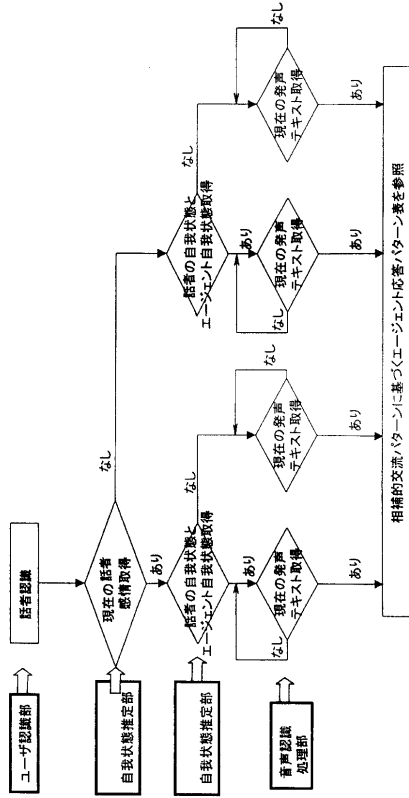 ユーザ認識部
話者認識
自我状態推定部
現在の話者
感情取得
なし
あり
自我状態推定部
話者の自我状態と
エージェント自我状態取得
なし
あり
話者の自我状態と
エージェント自我状態取得
なし
あり
音声認識
処理部
現在の発声
テキスト取得
なし
あり
現在の発声
テキスト取得
なし
あり
現在の発声
テキスト取得
なし
あり
現在の発声
テキスト取得
なし
あり
相補的交流パターンに基づくエージェント応答パターン表を参照